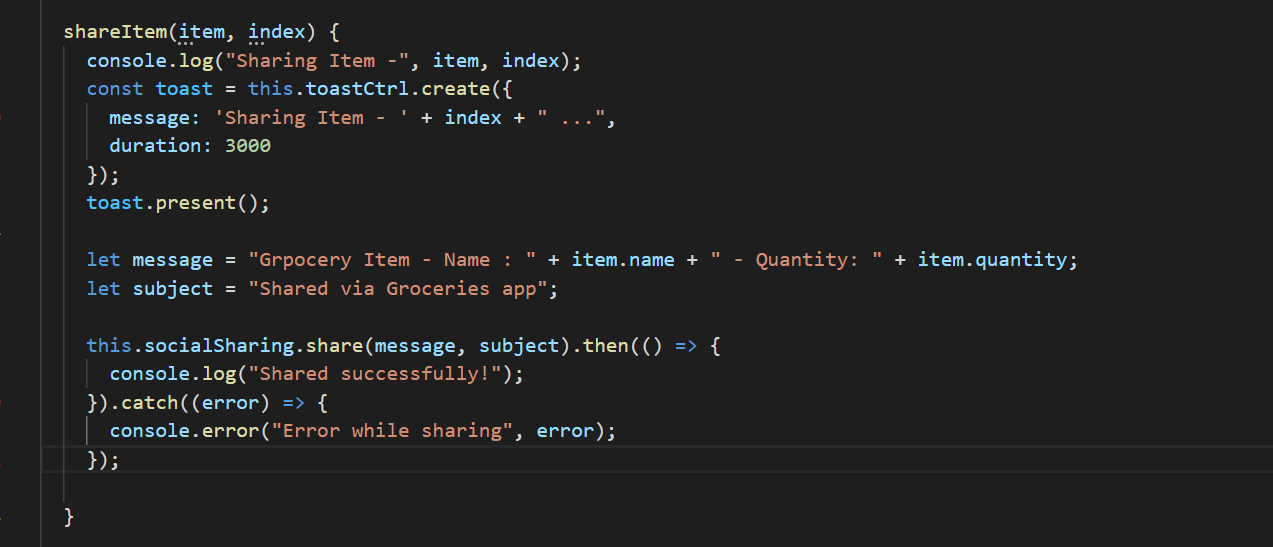 shareItem(item, index) {
console.log("Sharing Item -", item, index);
const toast = this.toastCtrl.create({
message: 'Sharing Item - ' + index + " ...",
duration: 3000
});
toast.present();
let message = "Grpocery Item - Name : " + item.name + " - Quantity: " + item.quantity;
let subject = "Shared via Groceries app";
this.socialSharing.share(message, subject).then(() => {
console.log("Shared successfully!");
}).catch((error) => {
console.error("Error while sharing", error);
});
}